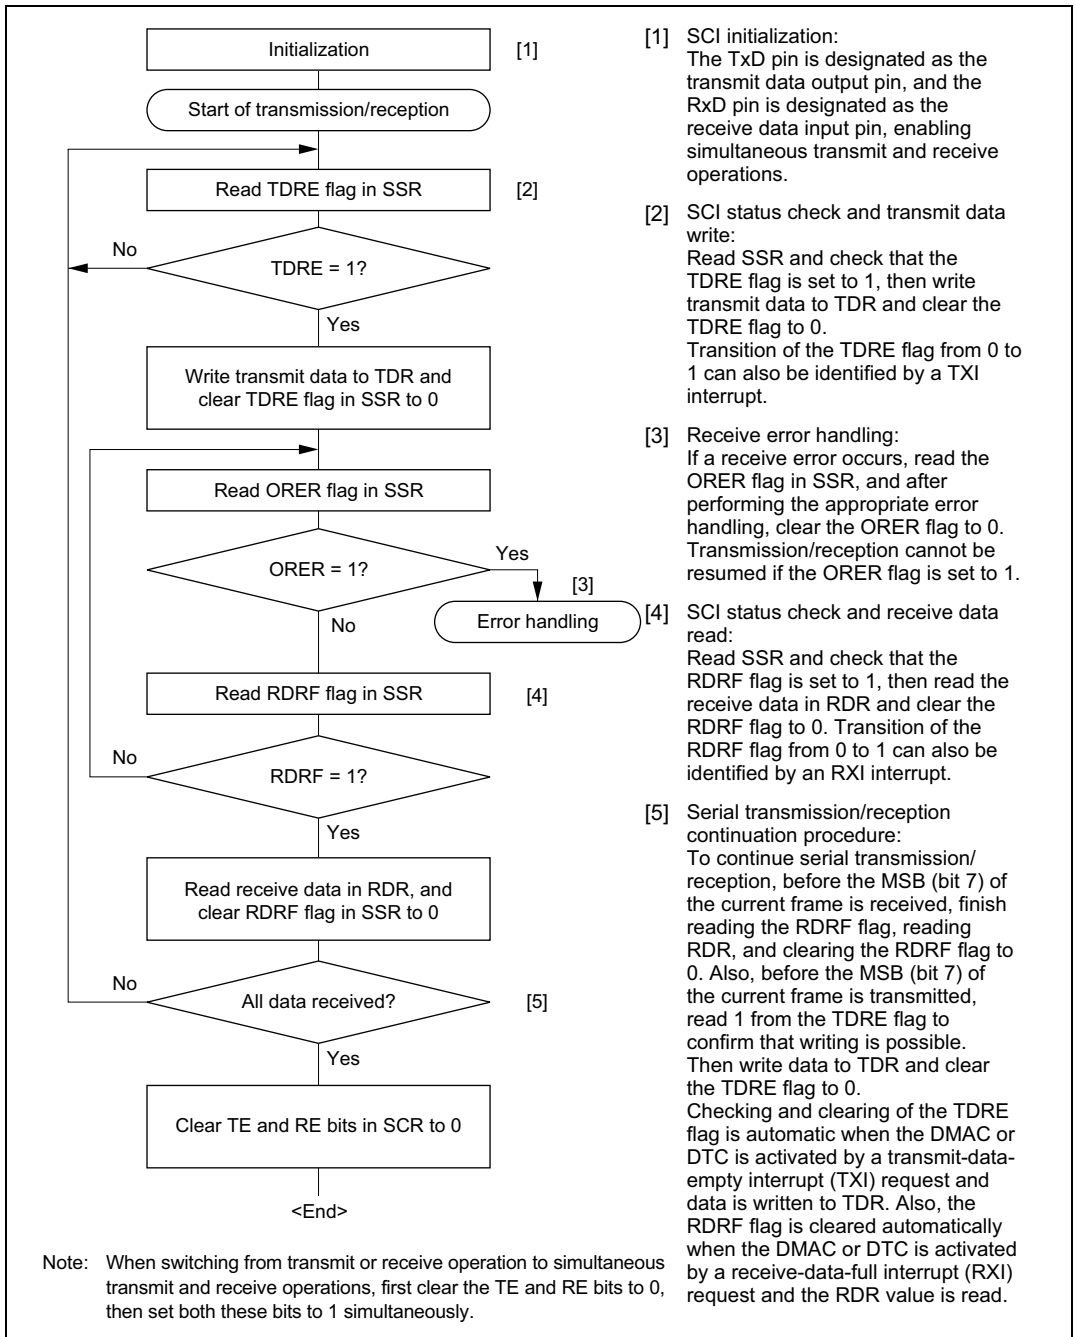 Initialization [1]
Start of transmission/reception
Read TDRE flag in SSR [2]
No
TDRE = 1?
Yes
Write transmit data to TDR and
clear TDRE flag in SSR to 0
Read ORER flag in SSR
Yes
ORER = 1?
[3]
No
Error handling
Read RDRF flag in SSR [4]
No
RDRF = 1?
Yes
Read receive data in RDR, and
clear RDRF flag in SSR to 0
No
All data received? [5]
Yes
Clear TE and RE bits in SCR to 0
<End>
[1] SCI initialization:
The TxD pin is designated as the
transmit data output pin, and the
RxD pin is designated as the
receive data input pin, enabling
simultaneous transmit and receive
operations.
[2] SCI status check and transmit data
write:
Read SSR and check that the
TDRE flag is set to 1, then write
transmit data to TDR and clear the
TDRE flag to 0.
Transition of the TDRE flag from 0 to
1 can also be identified by a TXI
interrupt.
[3] Receive error handling:
If a receive error occurs, read the
ORER flag in SSR, and after
performing the appropriate error
handling, clear the ORER flag to 0.
Transmission/reception cannot be
resumed if the ORER flag is set to 1.
[4] SCI status check and receive data
read:
Read SSR and check that the
RDRF flag is set to 1, then read the
receive data in RDR and clear the
RDRF flag to 0. Transition of the
RDRF flag from 0 to 1 can also be
identified by an RXI interrupt.
[5] Serial transmission/reception
continuation procedure:
To continue serial transmission/
reception, before the MSB (bit 7) of
the current frame is received, finish
reading the RDRF flag, reading
RDR, and clearing the RDRF flag to
0. Also, before the MSB (bit 7) of
the current frame is transmitted,
read 1 from the TDRE flag to
confirm that writing is possible.
Then write data to TDR and clear
the TDRE flag to 0.
Checking and clearing of the TDRE
flag is automatic when the DMAC or
DTC is activated by a transmit-data-
empty interrupt (TXI) request and
data is written to TDR. Also, the
RDRF flag is cleared automatically
when the DMAC or DTC is activated
by a receive-data-full interrupt (RXI)
request and the RDR value is read.
Note: When switching from transmit or receive operation to simultaneous
transmit and receive operations, first clear the TE and RE bits to 0,
then set both these bits to 1 simultaneously.